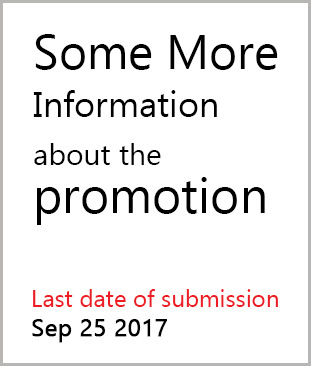 Some More
Information
about the
promotion
Last date of submission
Sep 25 2017